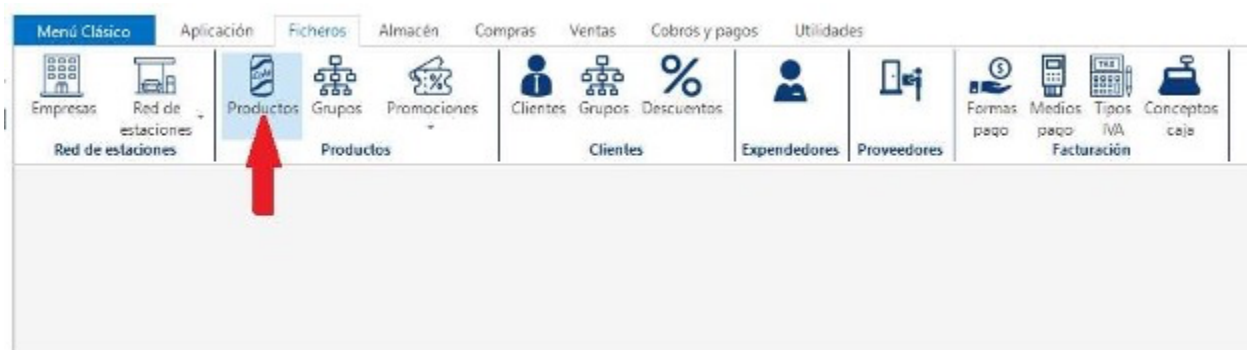 Menú Clásico Aplicación Ficheros Almacén Compras Ventas Cobros y pagos Utilidades
Empresas Red de estaciones Productos Grupos Promociones Clientes Grupos Descuentos Formas pago Medios pago Tipos IVA Conceptos caja
Red de estaciones Productos Clientes Expendedores Proveedores Facturación